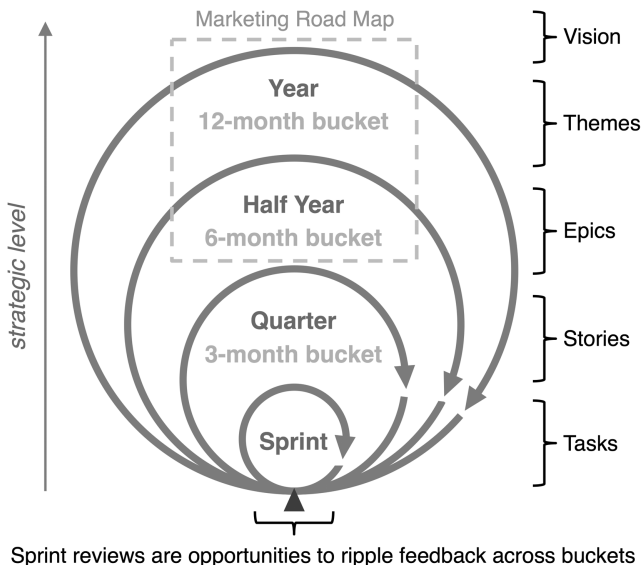 Marketing Road Map
Vision
Year
12-month bucket
Themes
Half Year
6-month bucket
Epics
strategic level
Quarter
3-month bucket
Stories
Sprint
Tasks
Sprint reviews are opportunities to ripple feedback across buckets